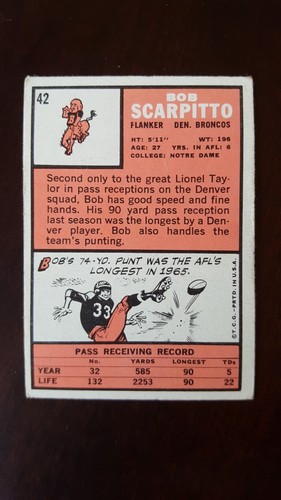 42
BOB
SCARPITTO
FLANKER DEN. BRONCOS
HT: 5'11" WT: 196
AGE: 27 YRS. IN AFL: 6
COLLEGE: NOTRE DAME
Second only to the great Lionel Tay-
lor in pass receptions on the Denver
squad, Bob has good speed and fine
hands. His 90 yard pass reception
last season was the longest by a Den-
ver player. Bob also handles the
team's punting.
BOB'S 74-YD. PUNT WAS THE AFL'S
LONGEST IN 1965.
33
© T.C.G.-PRTD. IN U.S.A.
PASS RECEIVING RECORD
No. YARDS LONGEST TDs
YEAR 32 585 90 5
LIFE 132 2253 90 22